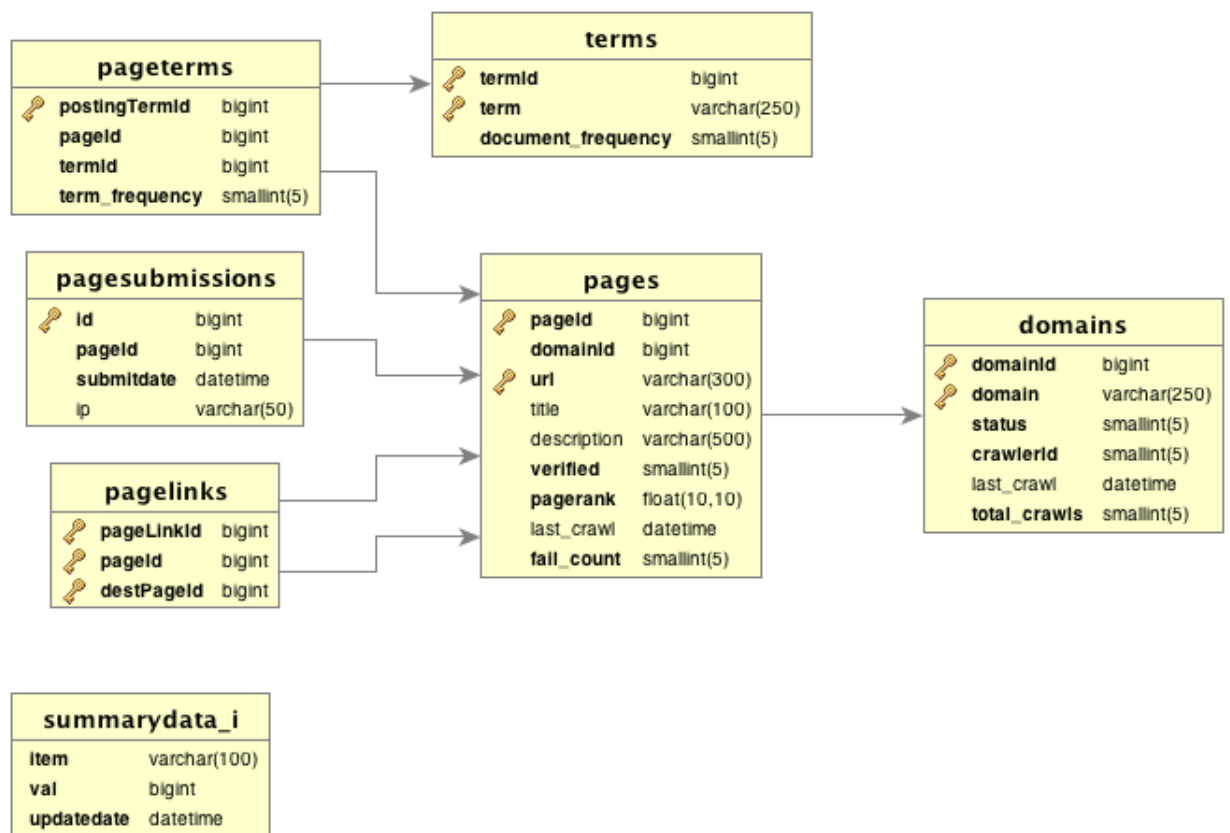 pageterms
postingTermId bigint
pageId bigint
termId bigint
term_frequency smallint(5)
terms
termId bigint
term varchar(250)
document_frequency smallint(5)
pagesubmissions
id bigint
pageId bigint
submitdate datetime
ip varchar(50)
pages
pageId bigint
domainId bigint
url varchar(300)
title varchar(100)
description varchar(500)
verified smallint(5)
pagerank float(10,10)
last_crawl datetime
fail_count smallint(5)
domains
domainId bigint
domain varchar(250)
status smallint(5)
crawlerId smallint(5)
last_crawl datetime
total_crawls smallint(5)
pagelinks
pageLinkId bigint
pageId bigint
destPageId bigint
summarydata_i
item varchar(100)
val bigint
updatedate datetime